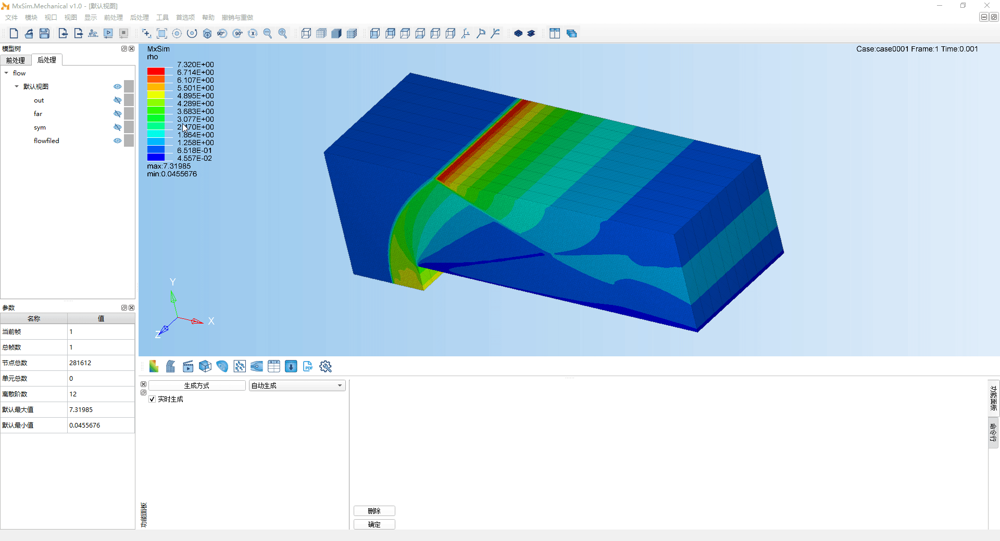 MxSim.Mechanical v1.0 - [默认视图]
文件 模块 视口 视图 显示 前处理 后处理 工具 首选项 帮助 撤销与重做
模型树
前处理 后处理
flow
默认视图
out
far
sym
flowfiled
参数
名称 值
当前帧 1
总帧数 1
节点总数 281612
单元总数 0
离散阶数 12
默认最大值 7.31985
默认最小值 0.0455676
MxSim
rho
7.320E+00
6.714E+00
6.107E+00
5.501E+00
4.895E+00
4.289E+00
3.683E+00
3.077E+00
1.864E+00
1.258E+00
6.518E-01
4.557E-02
max:7.31985
min:0.0455676
Case:case0001 Frame:1 Time:0.001
Y
X
Z
PDF
生成方式 自动生成
实时生成
功能面板
删除
确定
功能面板
命令行